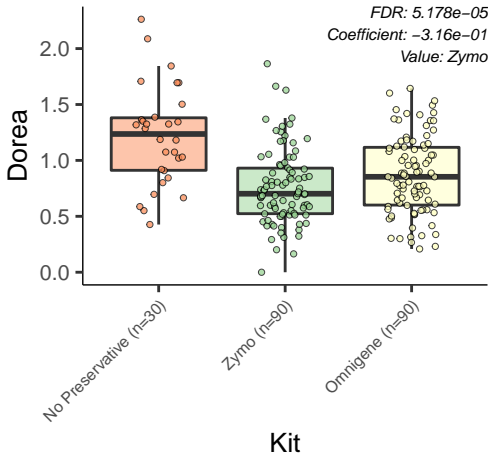 FDR: 5.178e−05
Coefficient: −3.16e−01
Value: Zymo
Dorea
2.0
1.5
1.0
0.5
0.0
No Preservative (n=30)
Zymo (n=90)
Omnigene (n=90)
Kit